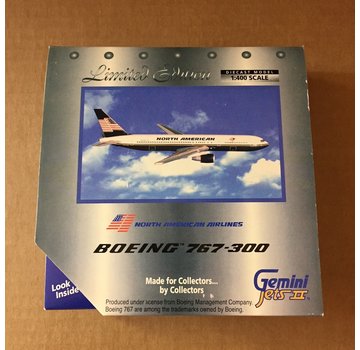 Limited Edition
DIECAST MODEL
1:400 SCALE
NORTH AMERICAN
NORTH AMERICAN AIRLINES
BOEING™ 767-300
Look
Inside
Made for Collectors...
by Collectors
Gemini
Jets II
Produced under license from Boeing Management Company.
Boeing 767 are among the trademarks owned by Boeing.